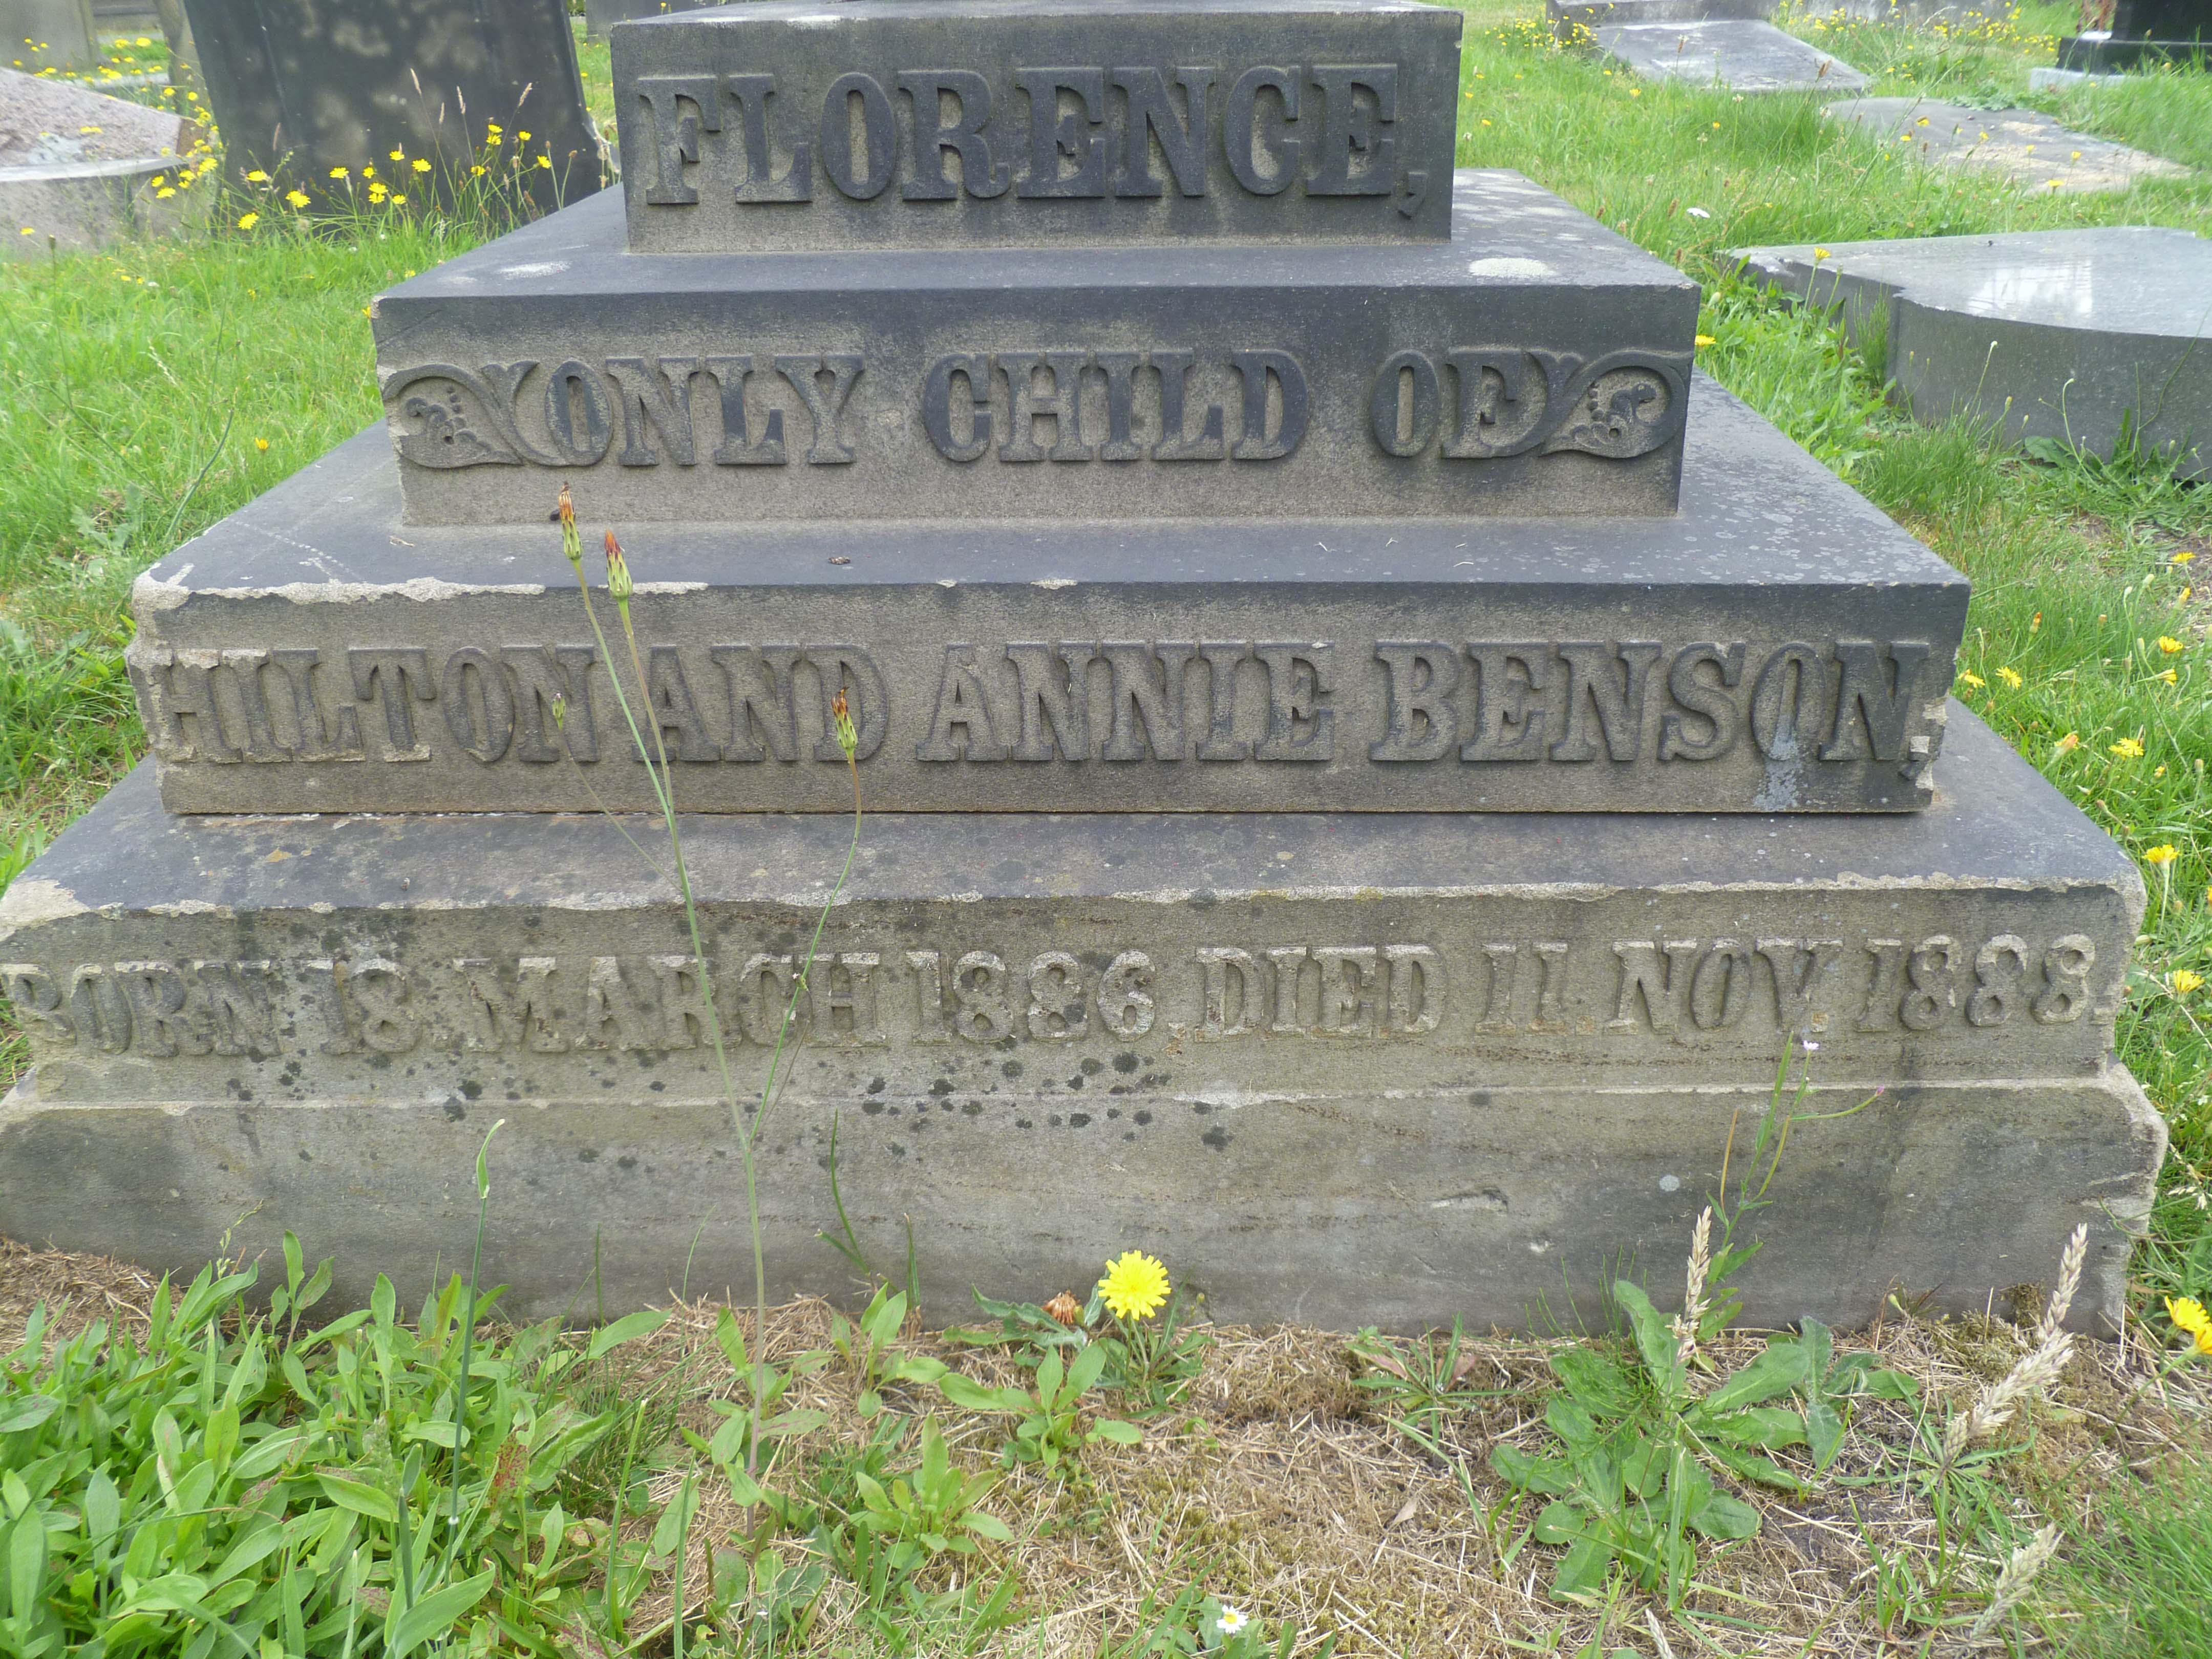 FLORENCE,
ONLY CHILD OF
HILTON AND ANNIE BENSON,
BORN 18. MARCH 1886. DIED 11. NOV. 1888.